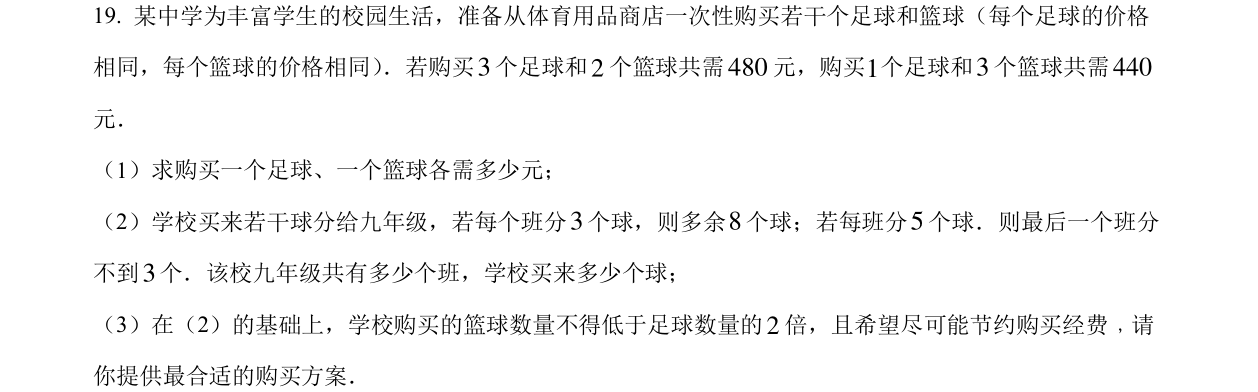 19. 某中学为丰富学生的校园生活，准备从体育用品商店一次性购买若干个足球和篮球（每个足球的价格
相同，每个篮球的价格相同）．若购买3个足球和2个篮球共需480元，购买1个足球和3个篮球共需440
元．
（1）求购买一个足球、一个篮球各需多少元；
（2）学校买来若干球分给九年级，若每个班分3个球，则多余8个球；若每班分5个球．则最后一个班分
不到3个．该校九年级共有多少个班，学校买来多少个球；
（3）在（2）的基础上，学校购买的篮球数量不得低于足球数量的2倍，且希望尽可能节约购买经费﹐请
你提供最合适的购买方案．